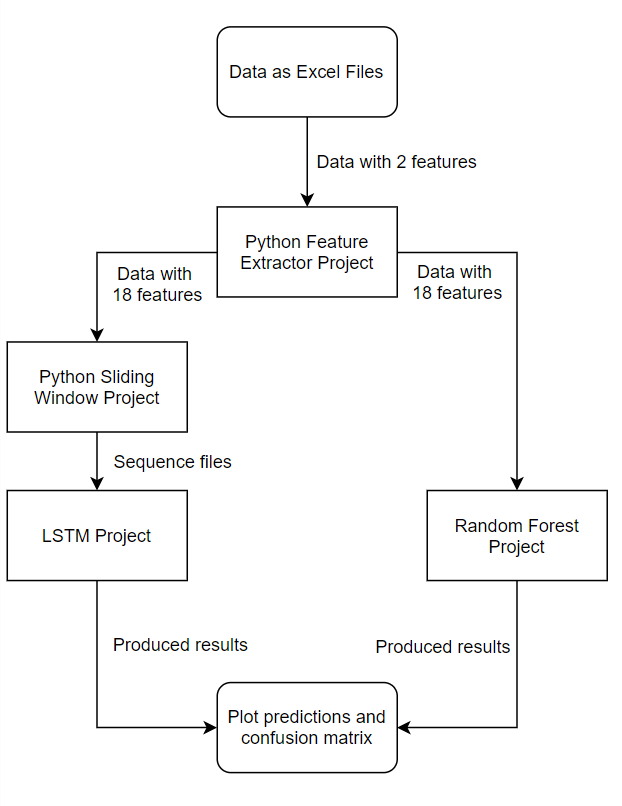 Data as Excel Files
Data with 2 features
Python Feature
Extractor Project
Data with
18 features
Data with
18 features
Python Sliding
Window Project
Sequence files
LSTM Project
Random Forest
Project
Produced results
Produced results
Plot predictions and
confusion matrix